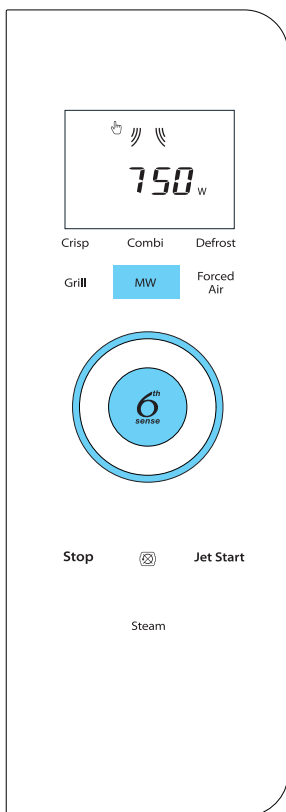 750 W
Crisp Combi Defrost
Grill MW Forced
Air
6th
sense
Stop Jet Start
Steam